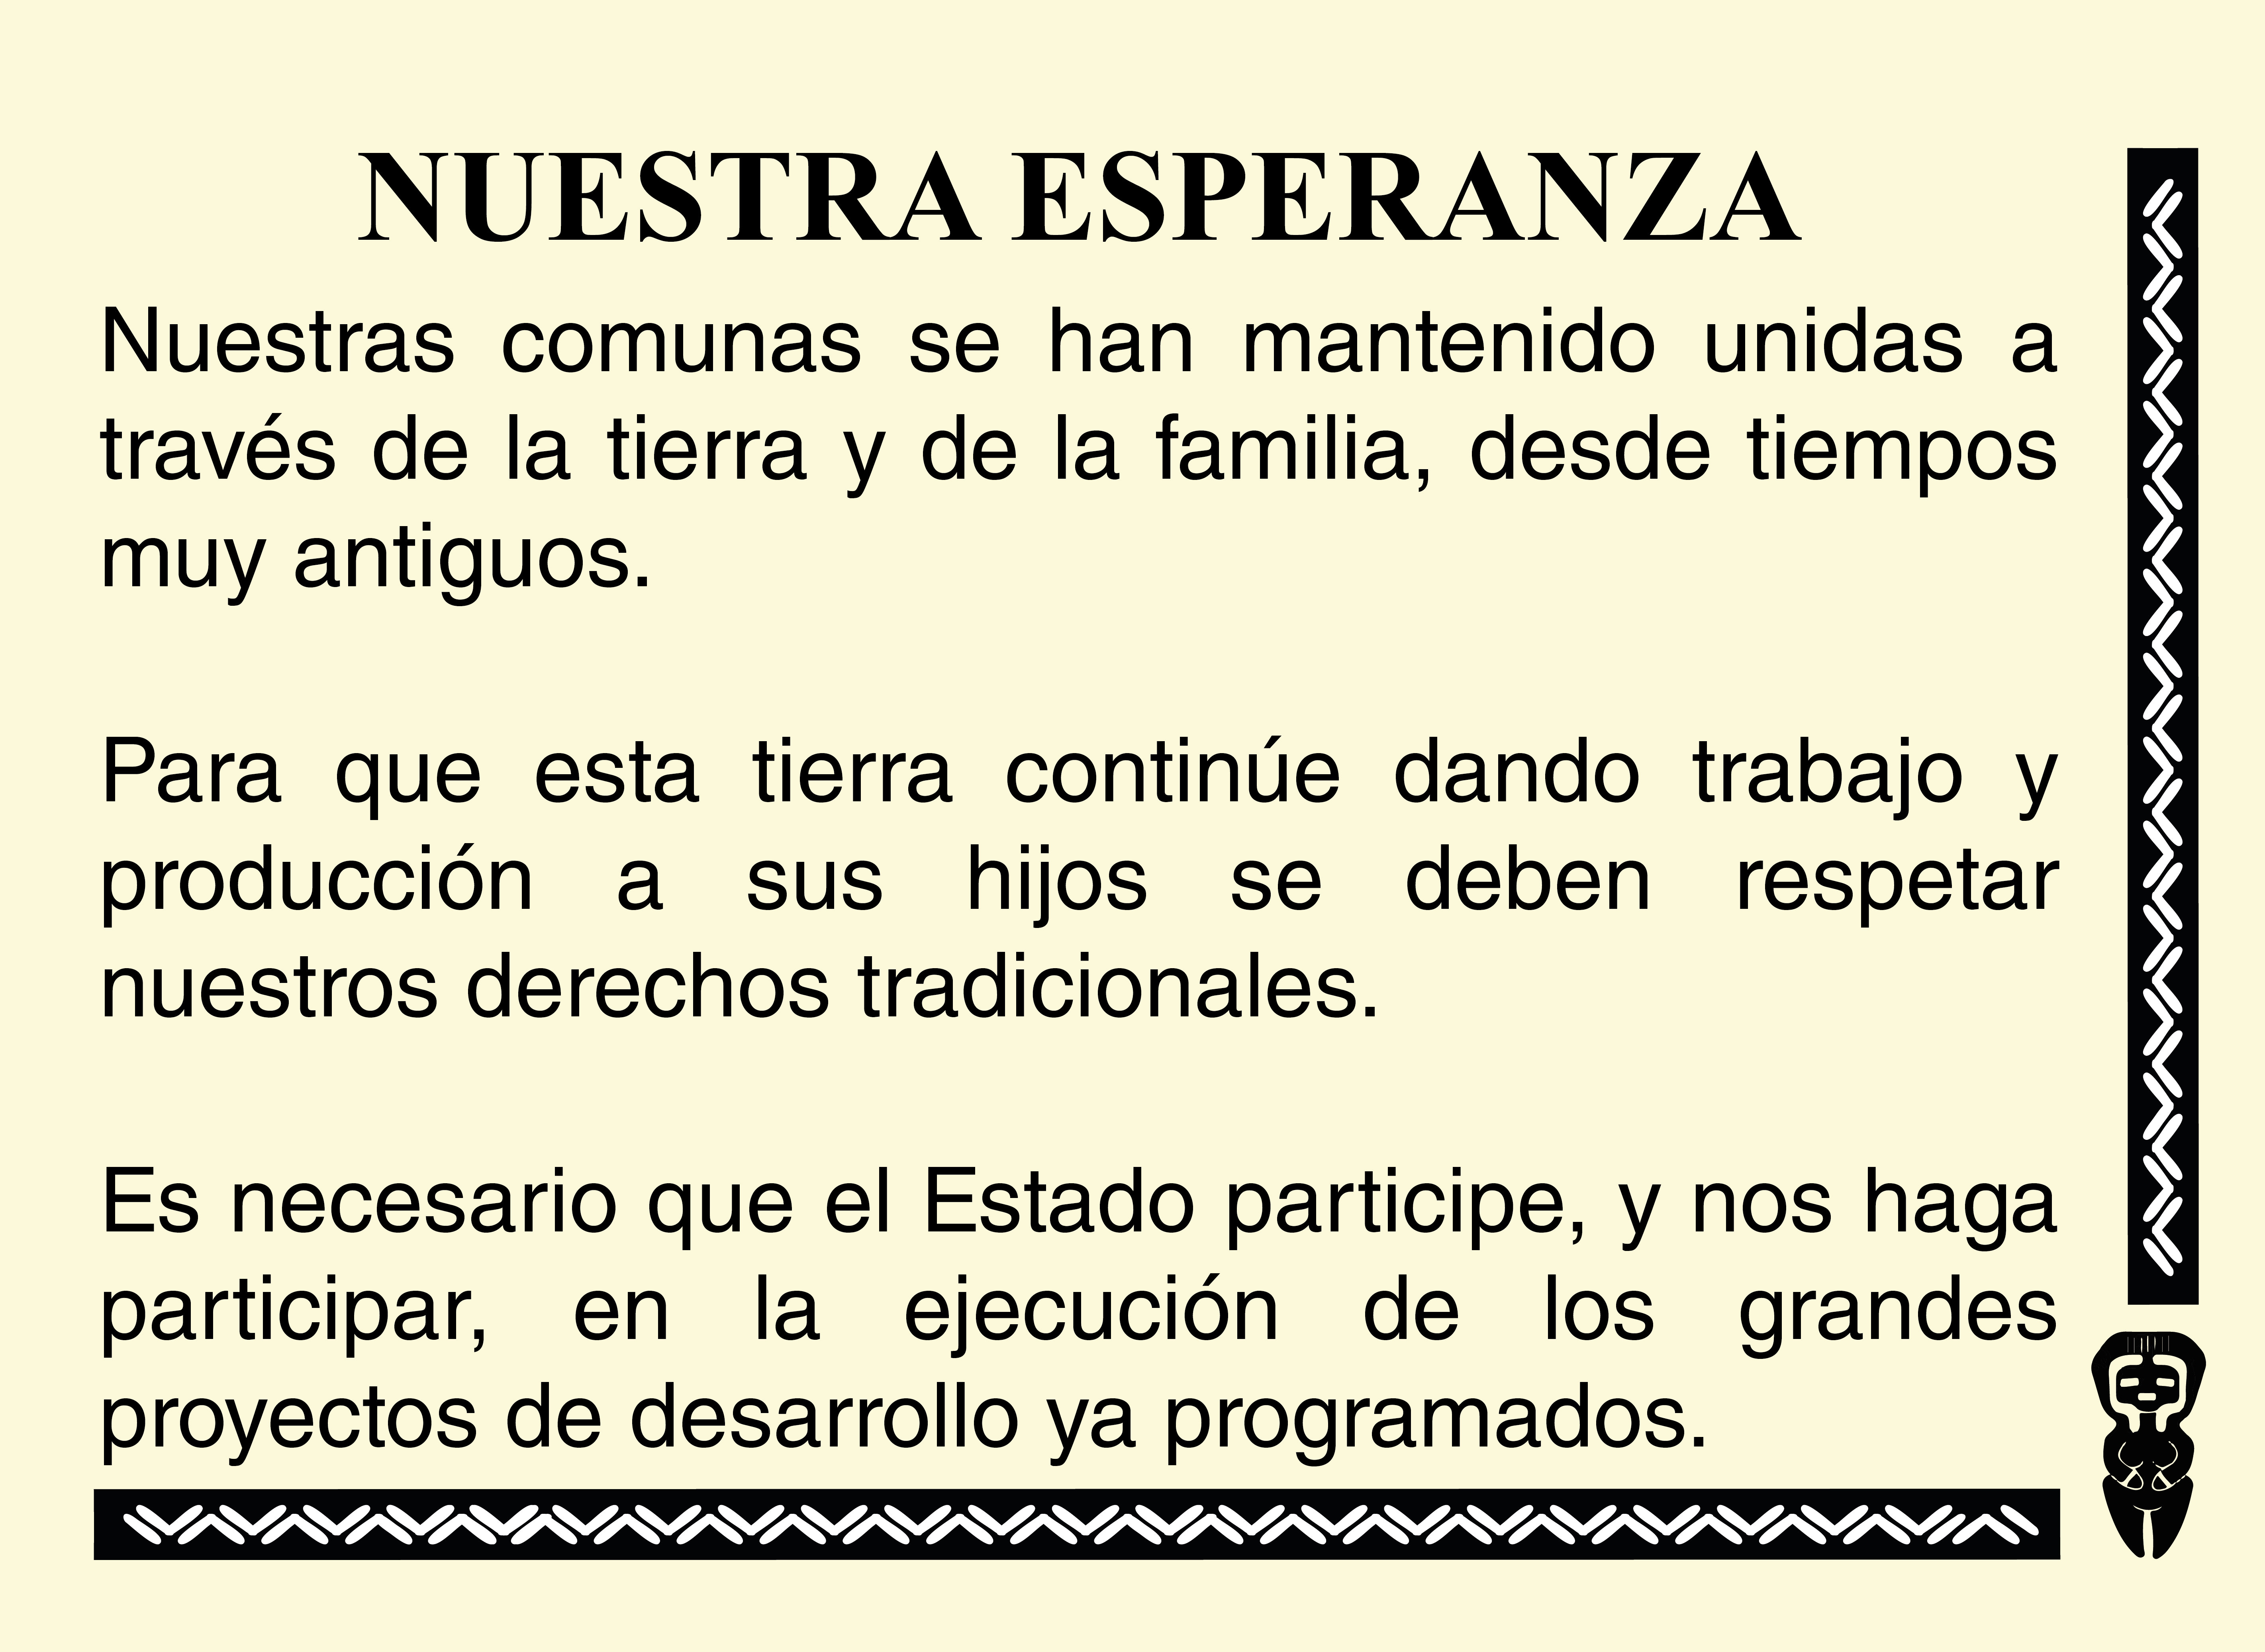 NUESTRA ESPERANZA
Nuestras comunas se han mantenido unidas a
través de la tierra y de la familia, desde tiempos
muy antiguos.
Para que esta tierra continúe dando trabajo y
producción a sus hijos se deben respetar
nuestros derechos tradicionales.
Es necesario que el Estado participe, y nos haga
participar, en la ejecución de los grandes
proyectos de desarrollo ya programados.